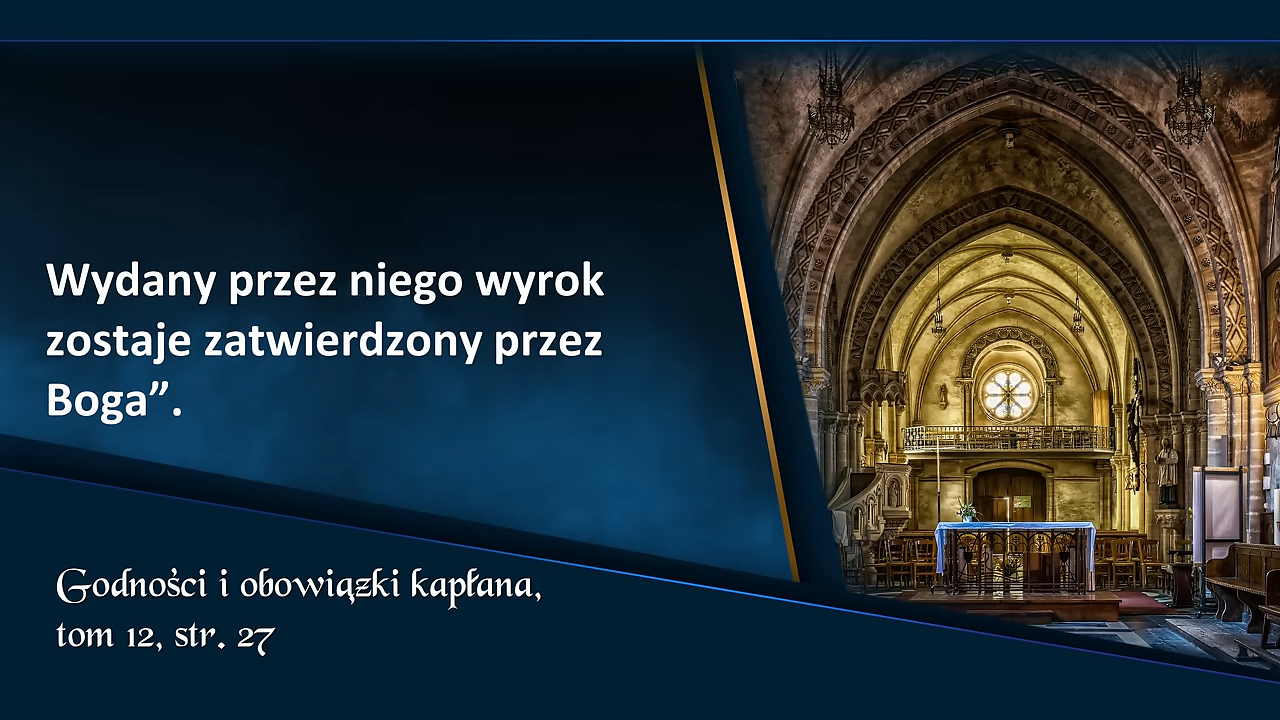 Wydany przez niego wyrok
zostaje zatwierdzony przez
Boga”.
Godności i obowiązki kapłana,
tom 12, str. 27